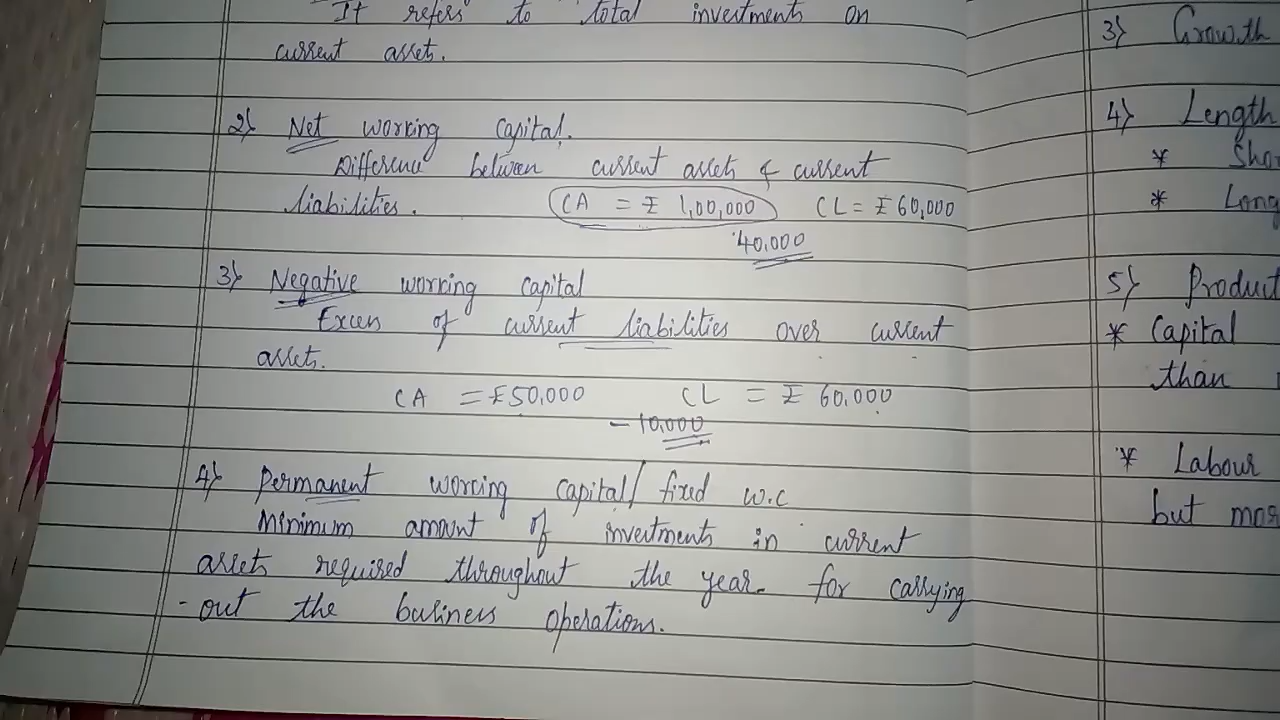 It refers to total investments on
current assets.
2) Net working capital.
Difference between current assets & current
liabilities. CA = ₹ 1,00,000 CL = ₹ 60,000
40,000
3) Negative working capital
Excess of current liabilities over current
assets.
CA = ₹50,000 CL = ₹ 60,000
- 10,000
4) Permanent working capital/ fixed w.c
Minimum amount of investments in current
assets required throughout the year for carrying
-out the business operations.
3) Growth
4) Length
* Shor
* Long
5) Product
* Capital
than
* Labour
but mos